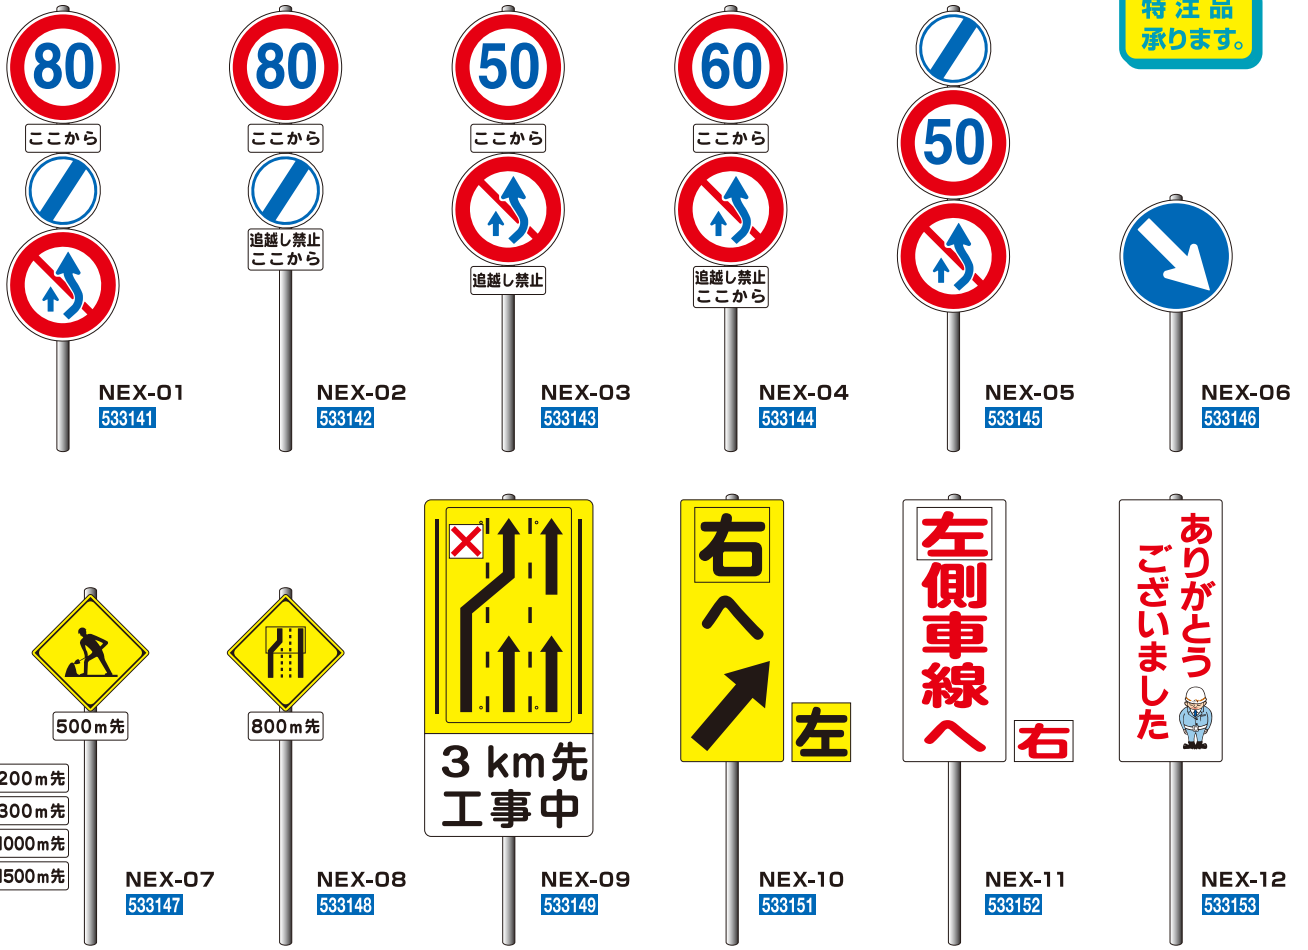 特注品
承ります。
80
ここから
80
ここから
追越し禁止
ここから
50
ここから
追越し禁止
60
ここから
追越し禁止
ここから
50
NEX-01
533141
NEX-02
533142
NEX-03
533143
NEX-04
533144
NEX-05
533145
NEX-06
533146
500m先
200m先
300m先
1000m先
1500m先
800m先
3 km先
工事中
右
へ
左
左側車線へ
右
ありがとう
ございました
NEX-07
533147
NEX-08
533148
NEX-09
533149
NEX-10
533151
NEX-11
533152
NEX-12
533153